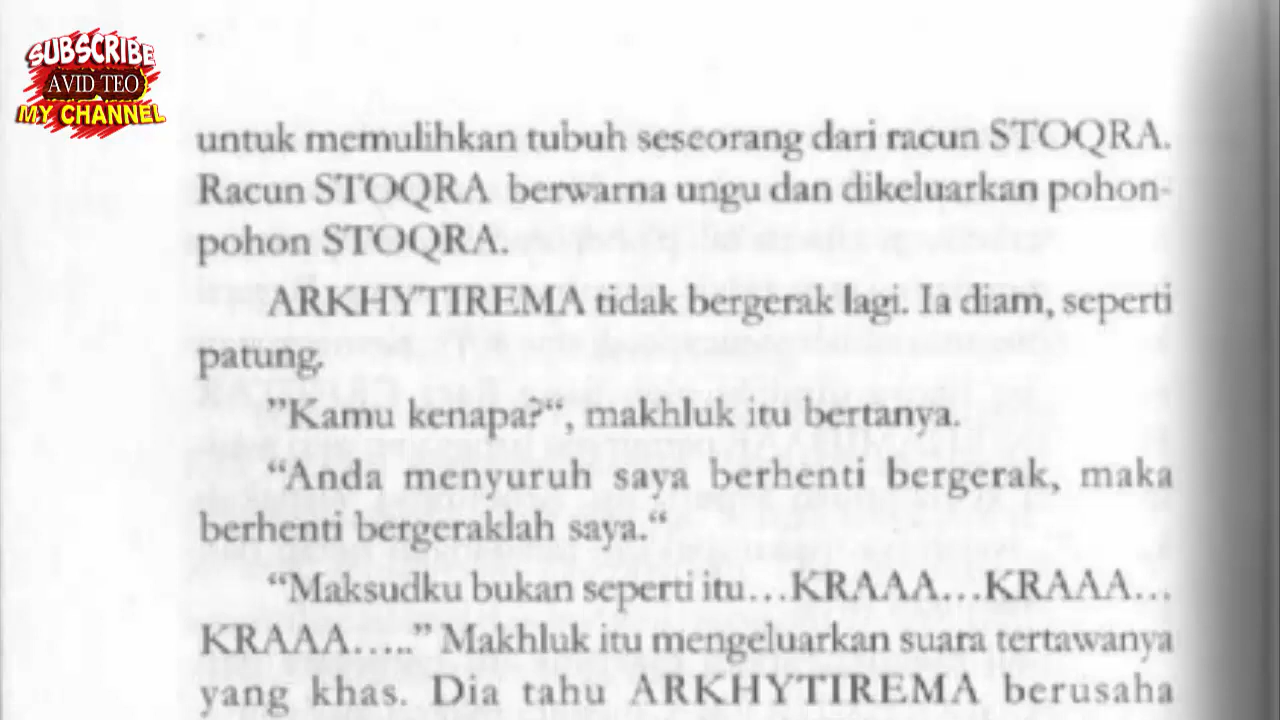 SUBSCRIBE
AVID TEO
MY CHANNEL
untuk memulihkan tubuh seseorang dari racun STOQRA.
Racun STOQRA berwarna ungu dan dikeluarkan pohon-
pohon STOQRA.
ARKHYTIREMA tidak bergerak lagi. Ia diam, seperti
patung.
”Kamu kenapa?“, makhluk itu bertanya.
“Anda menyuruh saya berhenti bergerak, maka
berhenti bergeraklah saya.“
“Maksudku bukan seperti itu…KRAAA…KRAAA…
KRAAA…..” Makhluk itu mengeluarkan suara tertawanya
yang khas. Dia tahu ARKHYTIREMA berusaha